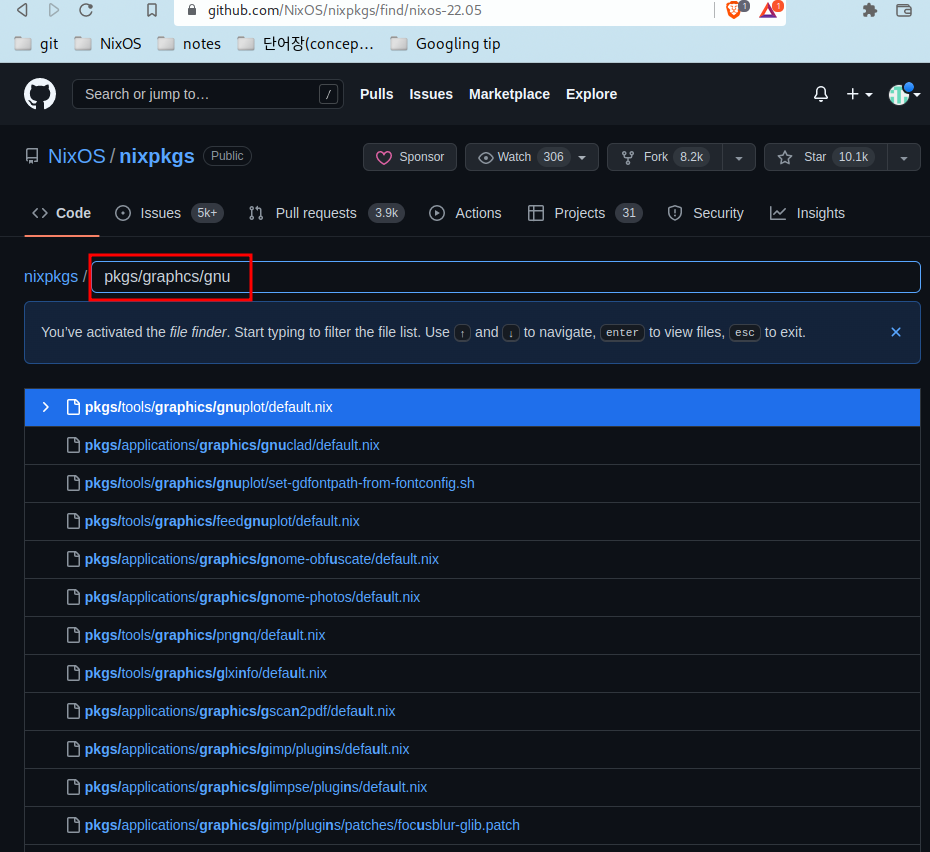 github.com/NixOS/nixpkgs/find/nixos-22.05 1 1
git NixOS notes 단어장(concep… Googling tip
Search or jump to… / Pulls Issues Marketplace Explore
NixOS / nixpkgs Public Sponsor Watch 306 Fork 8.2k Star 10.1k
Code Issues 5k+ Pull requests 3.9k Actions Projects 31 Security Insights
nixpkgs / pkgs/graphcs/gnu
You've activated the file finder. Start typing to filter the file list. Use ↑ and ↓ to navigate, enter to view files, esc to exit.
pkgs/tools/graphics/gnuplot/default.nix
pkgs/applications/graphics/gnuclad/default.nix
pkgs/tools/graphics/gnuplot/set-gdfontpath-from-fontconfig.sh
pkgs/tools/graphics/feedgnuplot/default.nix
pkgs/applications/graphics/gnome-obfuscate/default.nix
pkgs/applications/graphics/gnome-photos/default.nix
pkgs/tools/graphics/pngnq/default.nix
pkgs/tools/graphics/glxinfo/default.nix
pkgs/applications/graphics/gscan2pdf/default.nix
pkgs/applications/graphics/gimp/plugins/default.nix
pkgs/applications/graphics/glimpse/plugins/default.nix
pkgs/applications/graphics/gimp/plugins/patches/focusblur-glib.patch